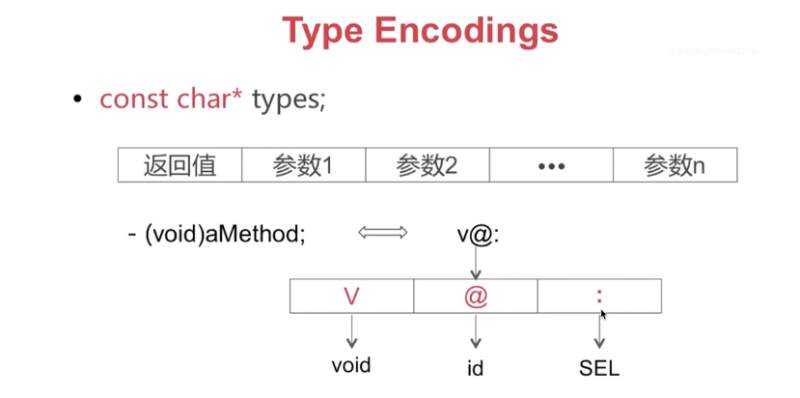 Type Encodings
• const char* types;
返回值 参数1 参数2 ••• 参数n
- (void)aMethod; v@:
V @ :
void id SEL